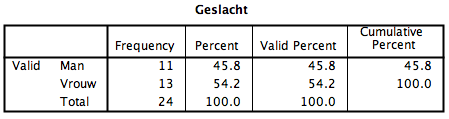 Geslacht
Frequency Percent Valid Percent Cumulative Percent
Valid Man 11 45.8 45.8 45.8
Vrouw 13 54.2 54.2 100.0
Total 24 100.0 100.0